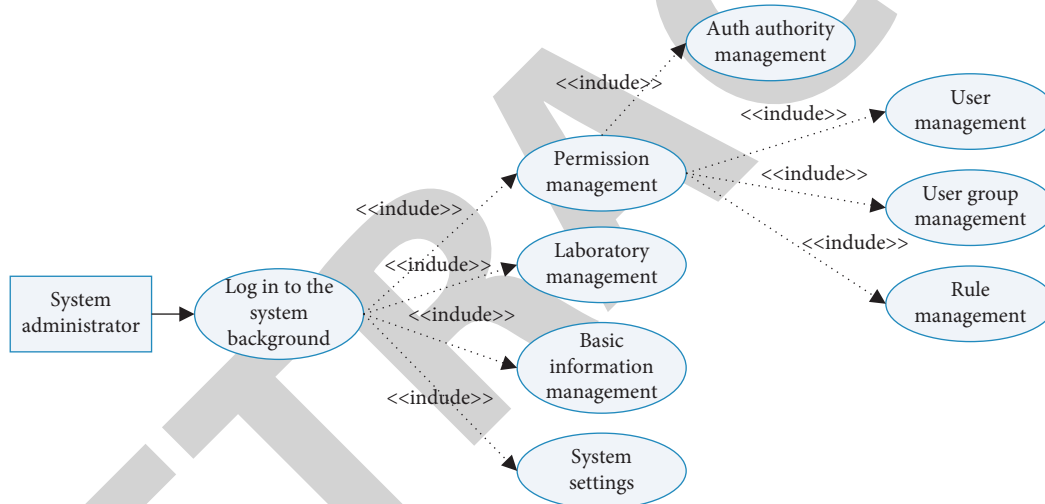 Auth authority
management
<<indude>>
User
management
<<indude>>
Permission
management
<<indude>>
User group
management
<<indude>>
<<indude>>
Laboratory
management
<<indude>>
Rule
management
System
administrator
Log in to the
system
background
<<indude>>
Basic
information
management
<<indude>>
System
settings
TRAC